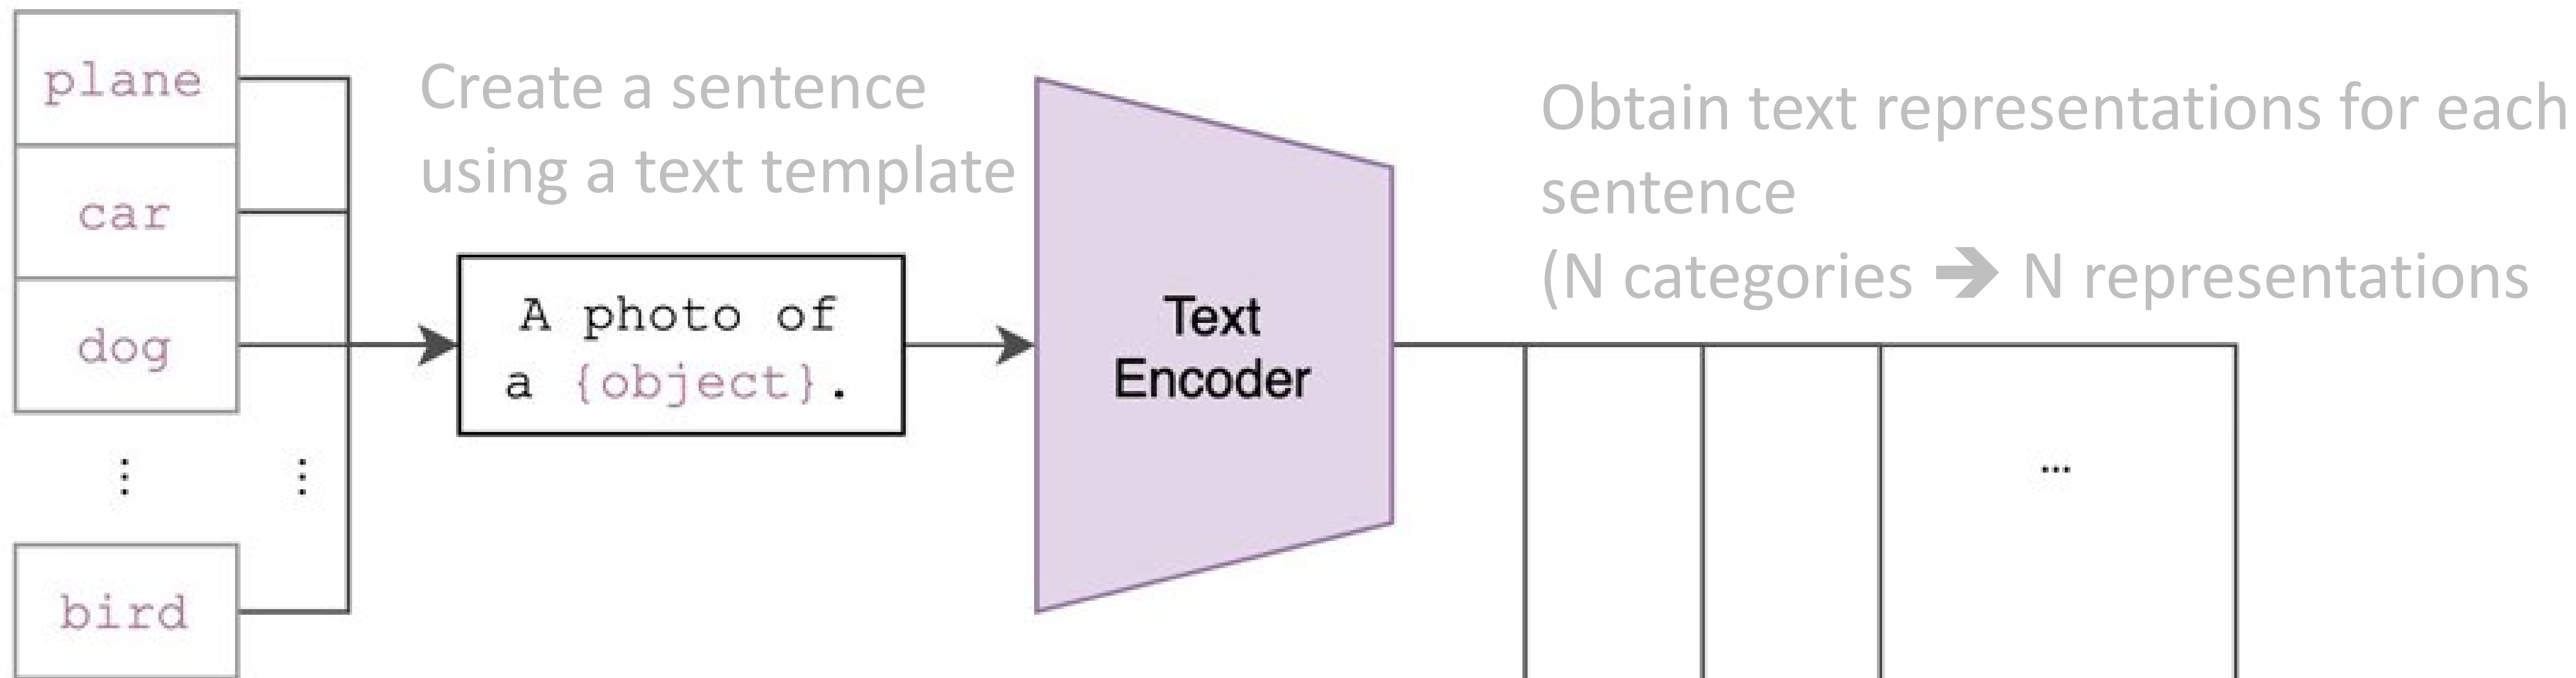 plane
car
dog
⋮
⋮
bird
Create a sentence
using a text template
A photo of
a {object}.
Text
Encoder
Obtain text representations for each
sentence
(N categories ➔ N representations
...